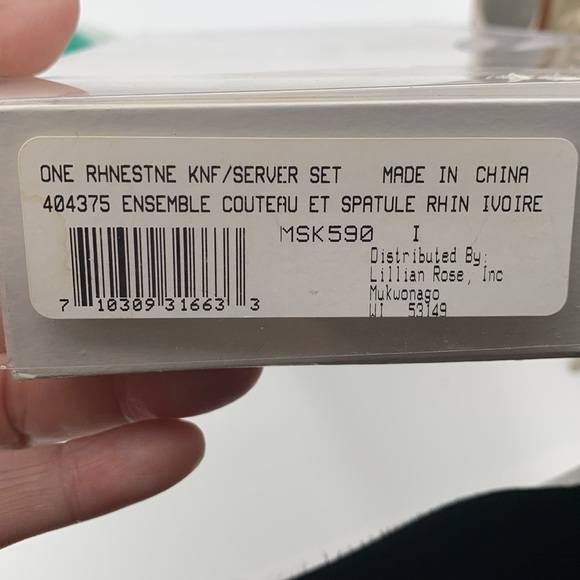 ONE RHNESTNE KNF/SERVER SET MADE IN CHINA
404375 ENSEMBLE COUTEAU ET SPATULE RHIN IVOIRE
MSK590 I
Distributed By:
Lillian Rose, Inc
Mukwonago
WI 53149
7 10309 31663 3